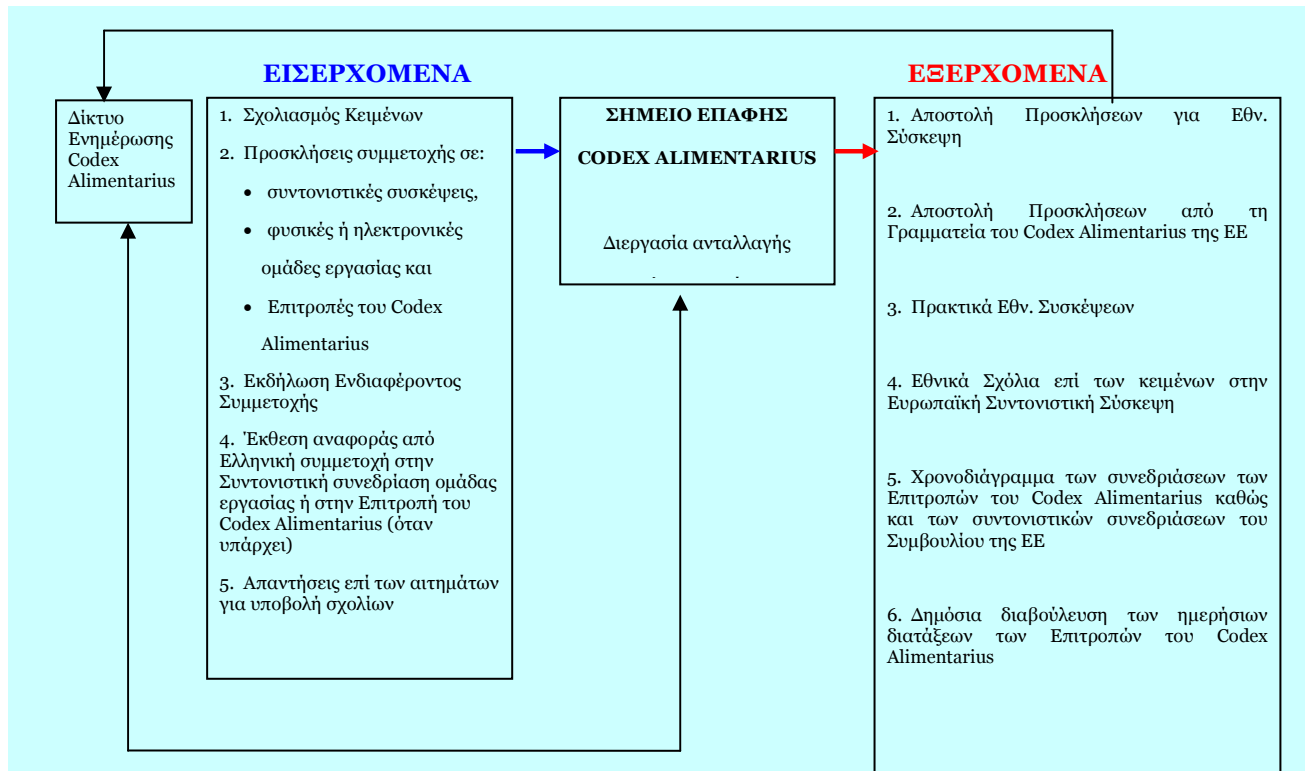 ΕΙΣΕΡΧΟΜΕΝΑ
ΕΞΕΡΧΟΜΕΝΑ
Δίκτυο
Ενημέρωσης
Codex
Alimentarius
1. Σχολιασμός Κειμένων
2. Προσκλήσεις συμμετοχής σε:
• συντονιστικές συσκέψεις,
• φυσικές ή ηλεκτρονικές
ομάδες εργασίας και
• Επιτροπές του Codex
Alimentarius
3. Εκδήλωση Ενδιαφέροντος
Συμμετοχής
4. Έκθεση αναφοράς από
Ελληνική συμμετοχή στην
Συντονιστική συνεδρίαση ομάδας
εργασίας ή στην Επιτροπή του
Codex Alimentarius (όταν
υπάρχει)
5. Απαντήσεις επί των αιτημάτων
για υποβολή σχολίων
ΣΗΜΕΙΟ ΕΠΑΦΗΣ
CODEX ALIMENTARIUS
Διεργασία ανταλλαγής
1. Αποστολή Προσκλήσεων για Εθν.
Σύσκεψη
2. Αποστολή Προσκλήσεων από τη
Γραμματεία του Codex Alimentarius της ΕΕ
3. Πρακτικά Εθν. Συσκέψεων
4. Εθνικά Σχόλια επί των κειμένων στην
Ευρωπαϊκή Συντονιστική Σύσκεψη
5. Χρονοδιάγραμμα των συνεδριάσεων των
Επιτροπών του Codex Alimentarius καθώς
και των συντονιστικών συνεδριάσεων του
Συμβουλίου της ΕΕ
6. Δημόσια διαβούλευση των ημερήσιων
διατάξεων των Επιτροπών του Codex
Alimentarius